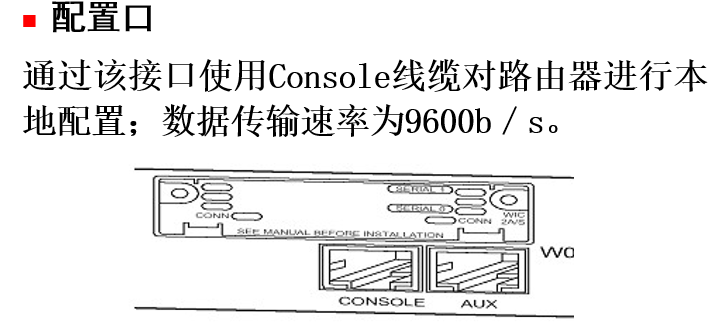 配置口
通过该接口使用Console线缆对路由器进行本
地配置；数据传输速率为9600b／s。
SERIAL 1
SERIAL 0
CONN
CONN
WIC
2A/S
SEE MANUAL BEFORE INSTALLATION
W0
CONSOLE
AUX